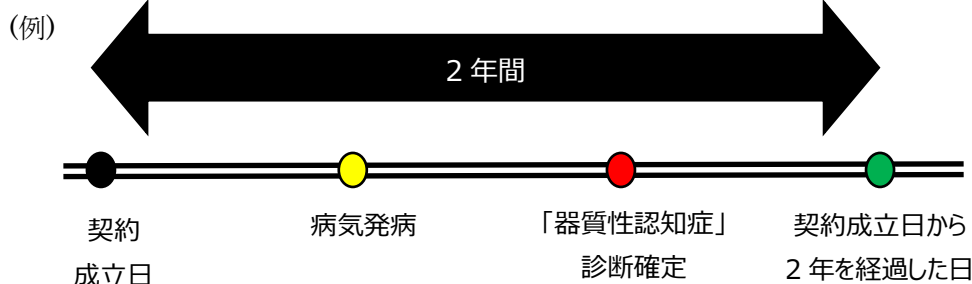 (例)
2 年間
契約
成立日
病気発病
「器質性認知症」
診断確定
契約成立日から
2 年を経過した日